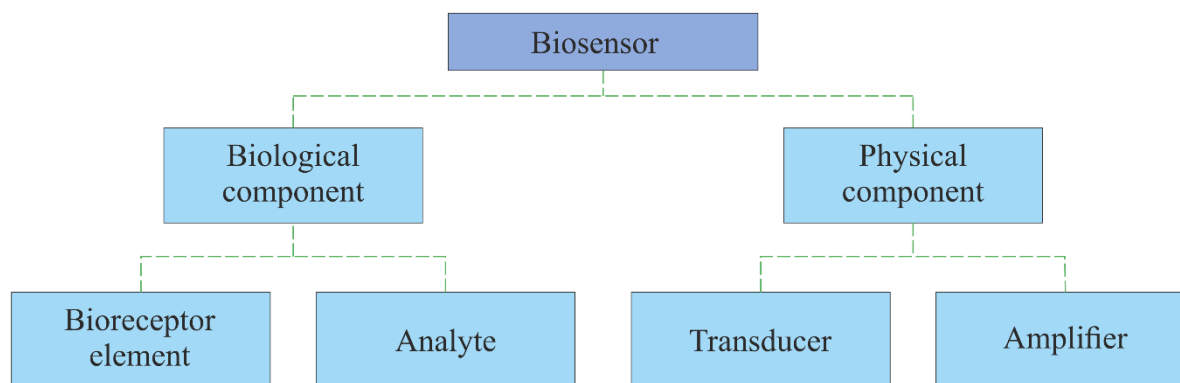 Biosensor
Biological
component
Physical
component
Bioreceptor
element
Analyte
Transducer
Amplifier